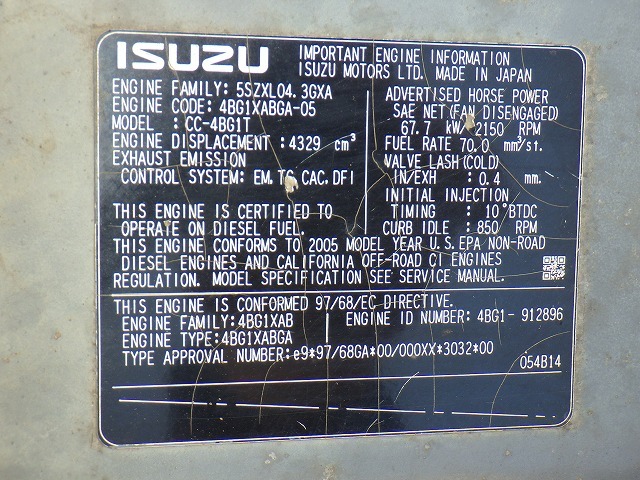 ISUZU
IMPORTANT ENGINE INFORMATION
ISUZU MOTORS LTD. MADE IN JAPAN
ENGINE FAMILY: 5SZXL04.3GXA
ENGINE CODE: 4BG1XABGA-05
MODEL : CC-4BG1T
ENGINE DISPLACEMENT: 4329 cm³
EXHAUST EMISSION
CONTROL SYSTEM: EM, TC, CAC, DFI
THIS ENGINE IS CERTIFIED TO
OPERATE ON DIESEL FUEL.
ADVERTISED HORSE POWER
SAE NET(FAN DISENGAGED)
67.7 kW/ 2150 RPM
FUEL RATE 70.0 mm³/st.
VALVE LASH(COLD)
IN/EXH : 0.4 mm.
INITIAL INJECTION
TIMING : 10°BTDC
CURB IDLE : 850 RPM
THIS ENGINE CONFORMS TO 2005 MODEL YEAR U.S.EPA NON-ROAD
DIESEL ENGINES AND CALIFORNIA OFF-ROAD CI ENGINES
REGULATION. MODEL SPECIFICATION SEE SERVICE MANUAL.
THIS ENGINE IS CONFORMED 97/68/EC DIRECTIVE.
ENGINE FAMILY:4BG1XAB
ENGINE ID NUMBER: 4BG1- 912896
ENGINE TYPE:4BG1XABGA
TYPE APPROVAL NUMBER:e9*97/68GA*00/000XX*3032*00
054B14